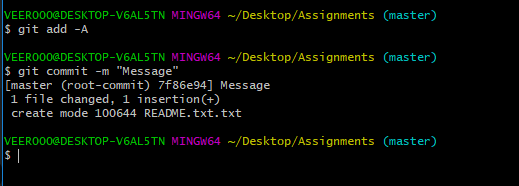 VEEROOO@DESKTOP-V6AL5TN MINGW64 ~/Desktop/Assignments (master)
$ git add -A
VEEROOO@DESKTOP-V6AL5TN MINGW64 ~/Desktop/Assignments (master)
$ git commit -m "Message"
[master (root-commit) 7f86e94] Message
1 file changed, 1 insertion(+)
create mode 100644 README.txt.txt
VEEROOO@DESKTOP-V6AL5TN MINGW64 ~/Desktop/Assignments (master)
$